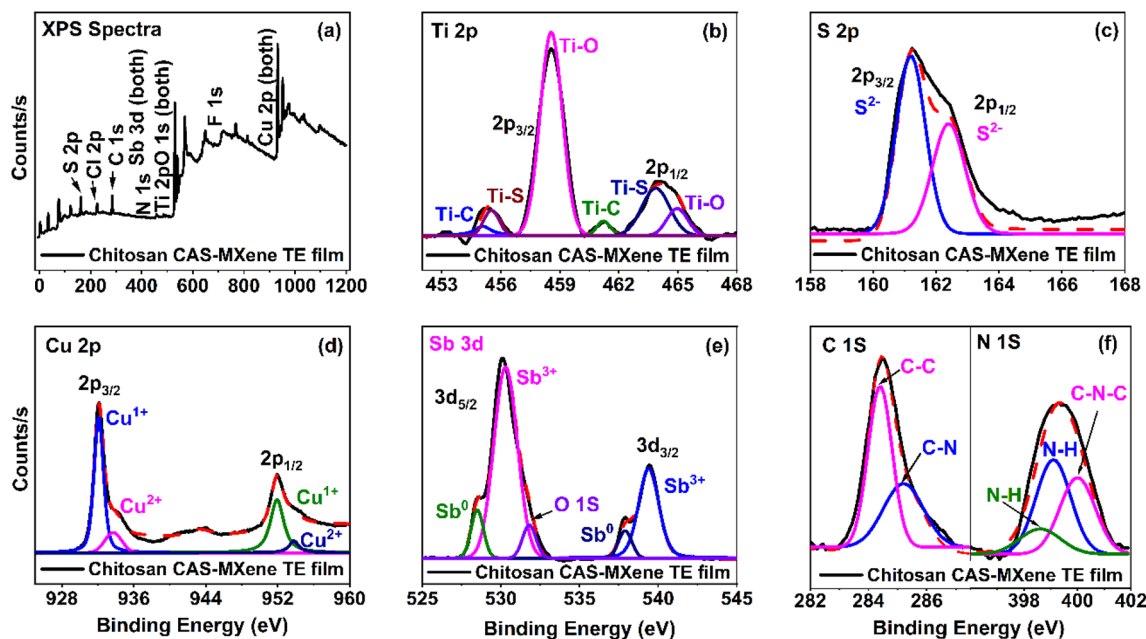 XPS Spectra
(a)
Counts/s
S 2p
Cl 2p
C 1s
N 1s
Sb 3d (both)
Ti 2pO 1s (both)
F 1s
Cu 2p (both)
Chitosan CAS-MXene TE film
0 200 400 600 800 1000 1200
Ti 2p
(b)
Ti-O
2p3/2
2p1/2
Ti-S
Ti-C
Ti-S
Ti-C
Ti-O
Chitosan CAS-MXene TE film
453 456 459 462 465 468
S 2p
(c)
2p3/2
S2-
2p1/2
S2-
Chitosan CAS-MXene TE film
158 160 162 164 166 168
Cu 2p
(d)
Counts/s
2p3/2
Cu1+
Cu2+
2p1/2
Cu1+
Cu2+
Chitosan CAS-MXene TE film
928 936 944 952 960
Binding Energy (eV)
Sb 3d
(e)
Sb3+
3d5/2
3d3/2
Sb3+
Sb0
O 1S
Sb0
Chitosan CAS-MXene TE film
525 530 535 540 545
Binding Energy (eV)
C 1S
N 1S
(f)
C-C
C-N-C
C-N
N-H
N-H
Chitosan CAS-MXene TE film
282 284 286 398 400 402
Binding Energy (eV)